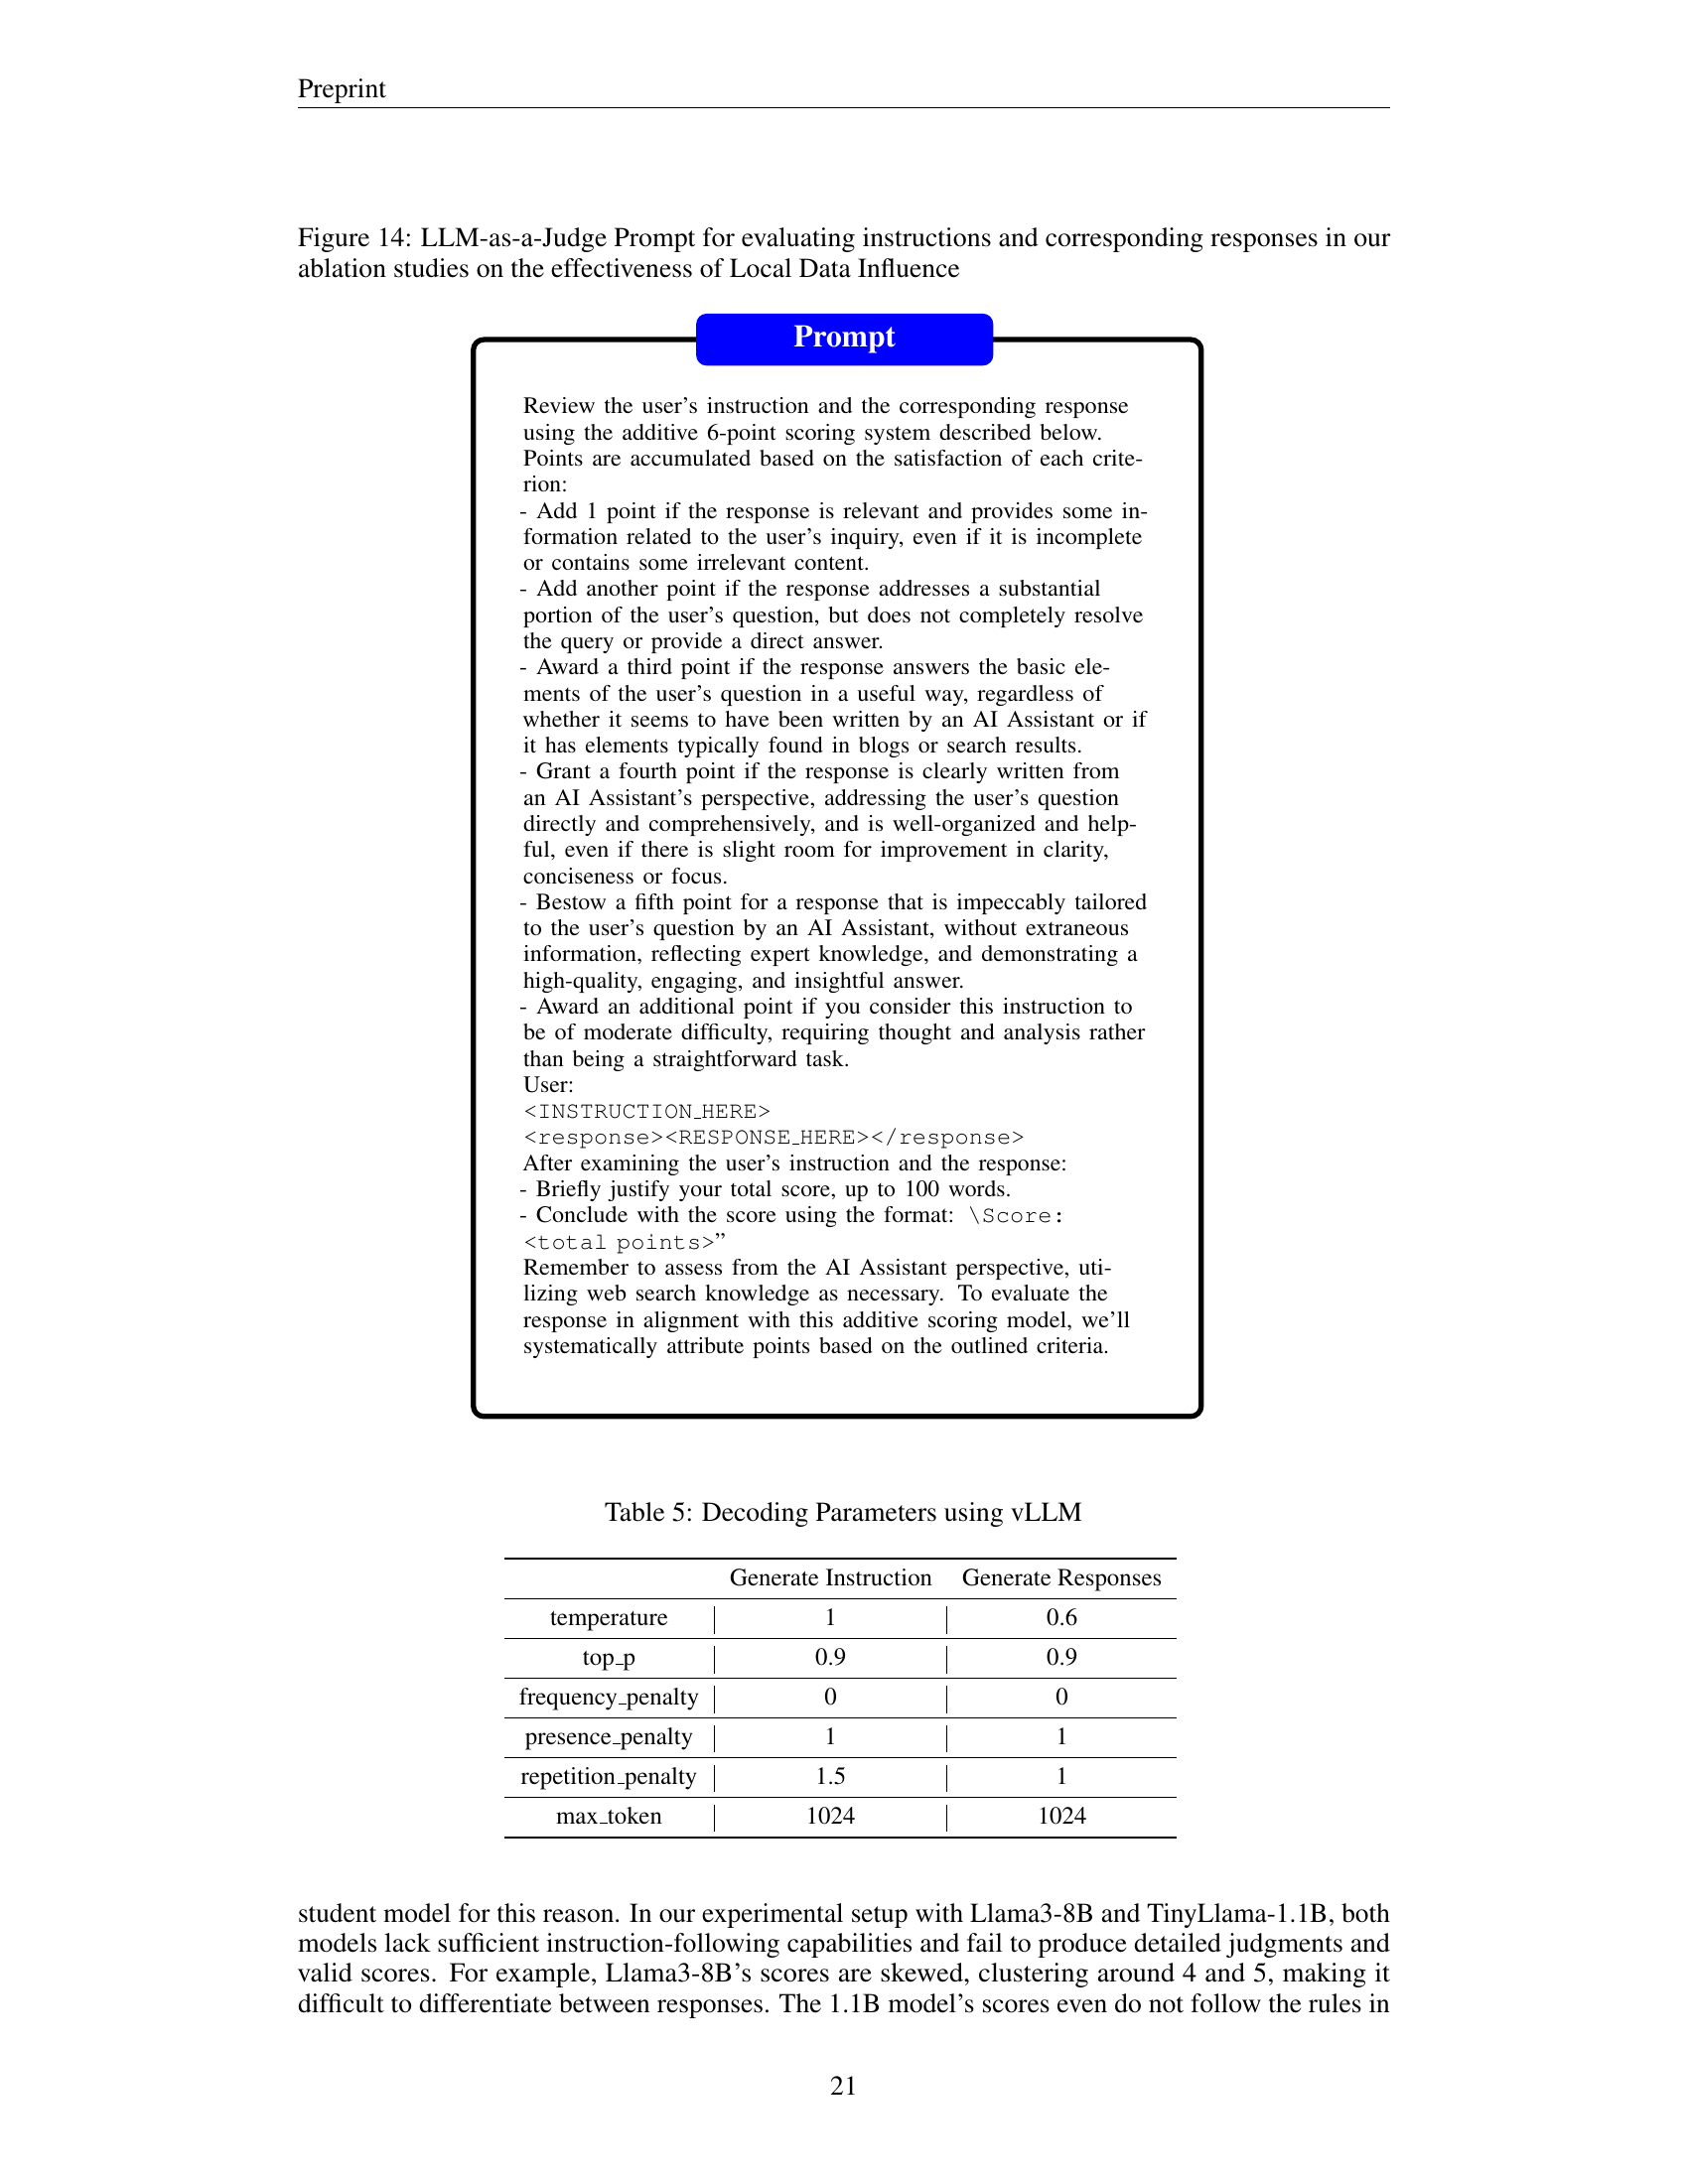 Preprint
Figure 14: LLM-as-a-Judge Prompt for evaluating instructions and corresponding responses in our
ablation studies on the effectiveness of Local Data Influence
Prompt
Review the user's instruction and the corresponding response
using the additive 6-point scoring system described below.
Points are accumulated based on the satisfaction of each crite-
rion:
- Add 1 point if the response is relevant and provides some in-
formation related to the user's inquiry, even if it is incomplete
or contains some irrelevant content.
- Add another point if the response addresses a substantial
portion of the user's question, but does not completely resolve
the query or provide a direct answer.
- Award a third point if the response answers the basic ele-
ments of the user's question in a useful way, regardless of
whether it seems to have been written by an AI Assistant or if
it has elements typically found in blogs or search results.
- Grant a fourth point if the response is clearly written from
an AI Assistant's perspective, addressing the user's question
directly and comprehensively, and is well-organized and help-
ful, even if there is slight room for improvement in clarity,
conciseness or focus.
- Bestow a fifth point for a response that is impeccably tailored
to the user's question by an AI Assistant, without extraneous
information, reflecting expert knowledge, and demonstrating a
high-quality, engaging, and insightful answer.
- Award an additional point if you consider this instruction to
be of moderate difficulty, requiring thought and analysis rather
than being a straightforward task.
User:
<INSTRUCTION_HERE>
<response><RESPONSE_HERE></response>
After examining the user's instruction and the response:
- Briefly justify your total score, up to 100 words.
- Conclude with the score using the format: \Score:
<total points>”
Remember to assess from the AI Assistant perspective, uti-
lizing web search knowledge as necessary. To evaluate the
response in alignment with this additive scoring model, we'll
systematically attribute points based on the outlined criteria.
Table 5: Decoding Parameters using vLLM
Generate Instruction Generate Responses
temperature 1 0.6
top_p 0.9 0.9
frequency_penalty 0 0
presence_penalty 1 1
repetition_penalty 1.5 1
max_token 1024 1024
student model for this reason. In our experimental setup with Llama3-8B and TinyLlama-1.1B, both
models lack sufficient instruction-following capabilities and fail to produce detailed judgments and
valid scores. For example, Llama3-8B's scores are skewed, clustering around 4 and 5, making it
difficult to differentiate between responses. The 1.1B model's scores even do not follow the rules in
21